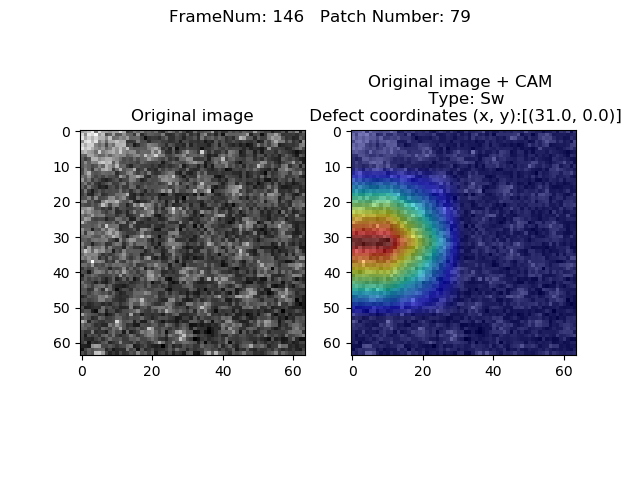 FrameNum: 146   Patch Number: 79
Original image
Original image + CAM
Type: Sw
Defect coordinates (x, y):[(31.0, 0.0)]
0
10
20
30
40
50
60
0 20 40 60
0
10
20
30
40
50
60
0 20 40 60